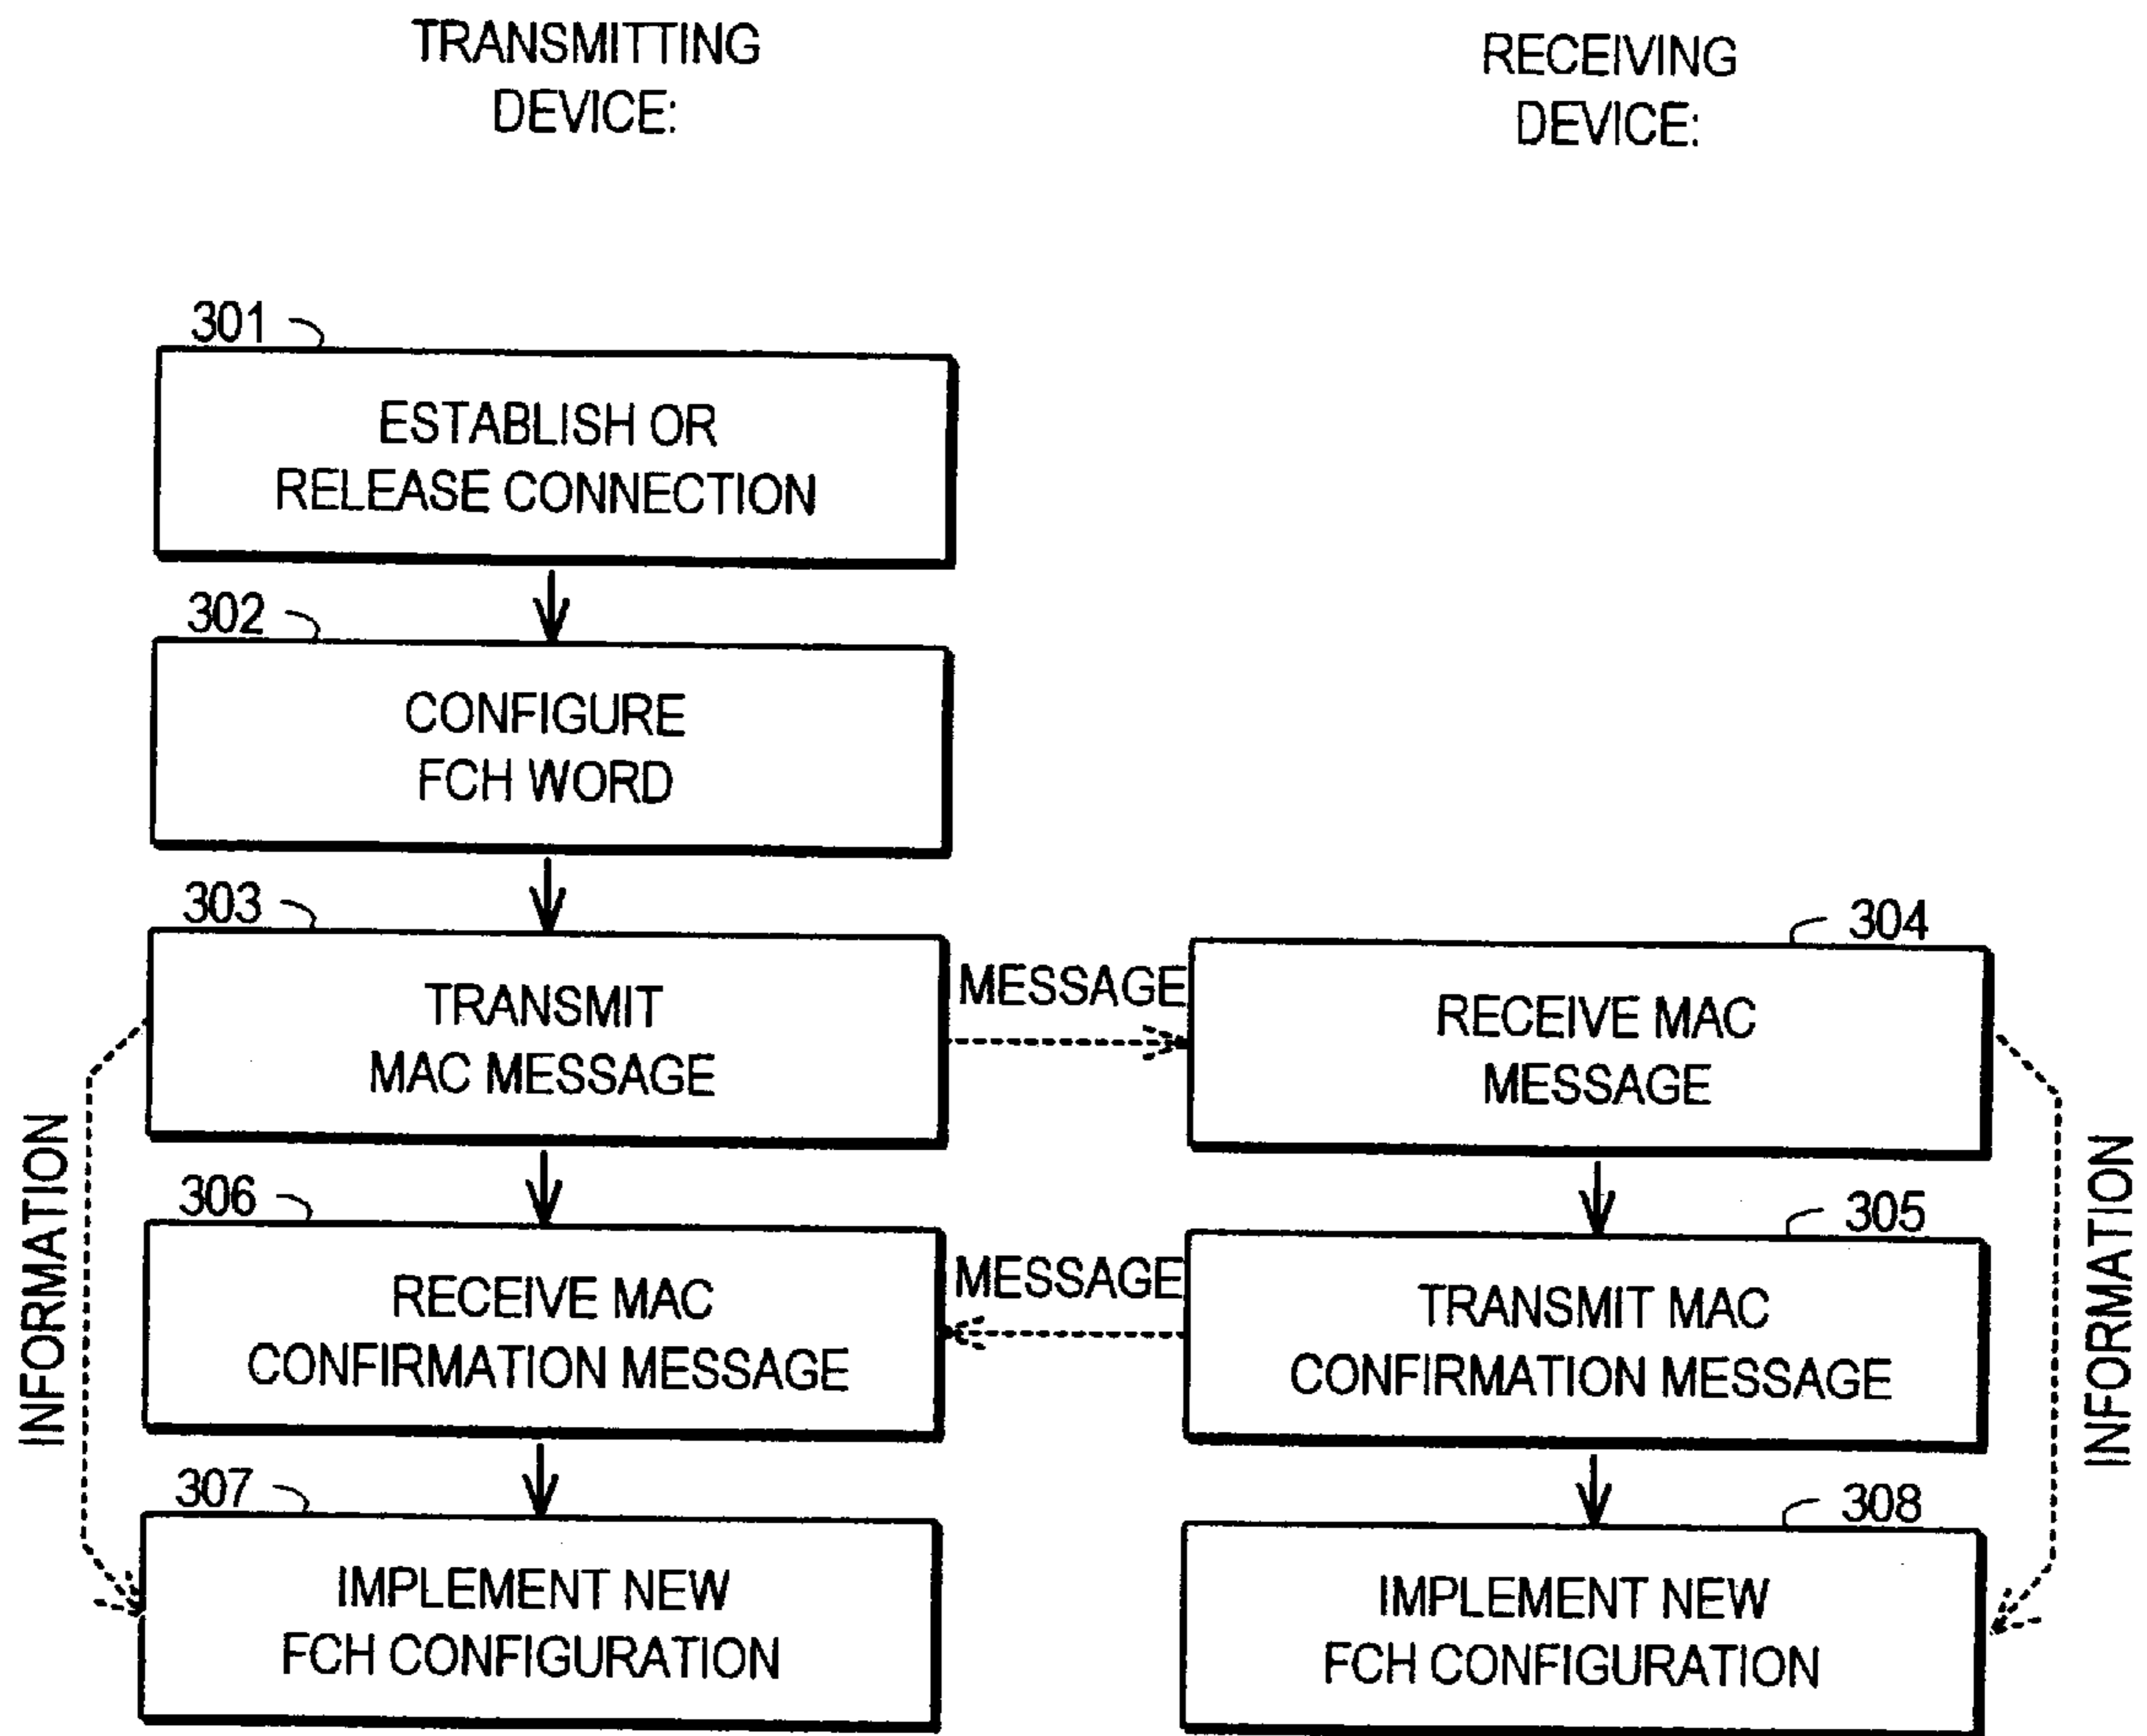 TRANSMITTING
DEVICE:
RECEIVING
DEVICE:
301
ESTABLISH OR
RELEASE CONNECTION
302
CONFIGURE
FCH WORD
303
TRANSMIT
MAC MESSAGE
MESSAGE
304
RECEIVE MAC
MESSAGE
INFORMATION
INFORMATION
306
RECEIVE MAC
CONFIRMATION MESSAGE
MESSAGE
305
TRANSMIT MAC
CONFIRMATION MESSAGE
307
IMPLEMENT NEW
FCH CONFIGURATION
308
IMPLEMENT NEW
FCH CONFIGURATION